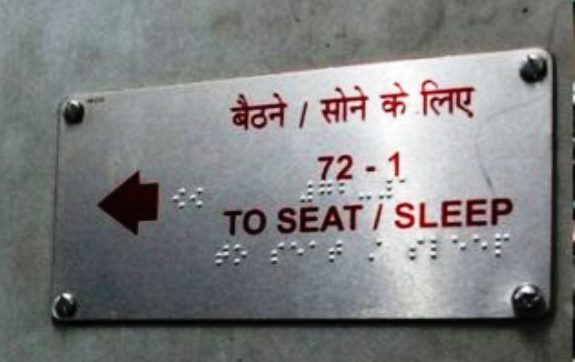 बैठने / सोने के लिए
72 - 1
TO SEAT / SLEEP